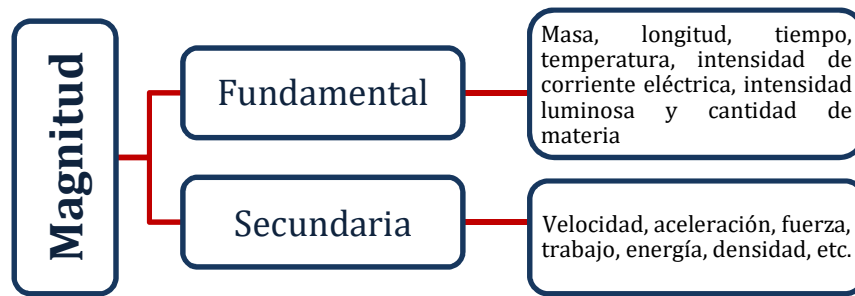 Magnitud
Fundamental
Masa, longitud, tiempo,
temperatura, intensidad de
corriente eléctrica, intensidad
luminosa y cantidad de
materia
Secundaria
Velocidad, aceleración, fuerza,
trabajo, energía, densidad, etc.